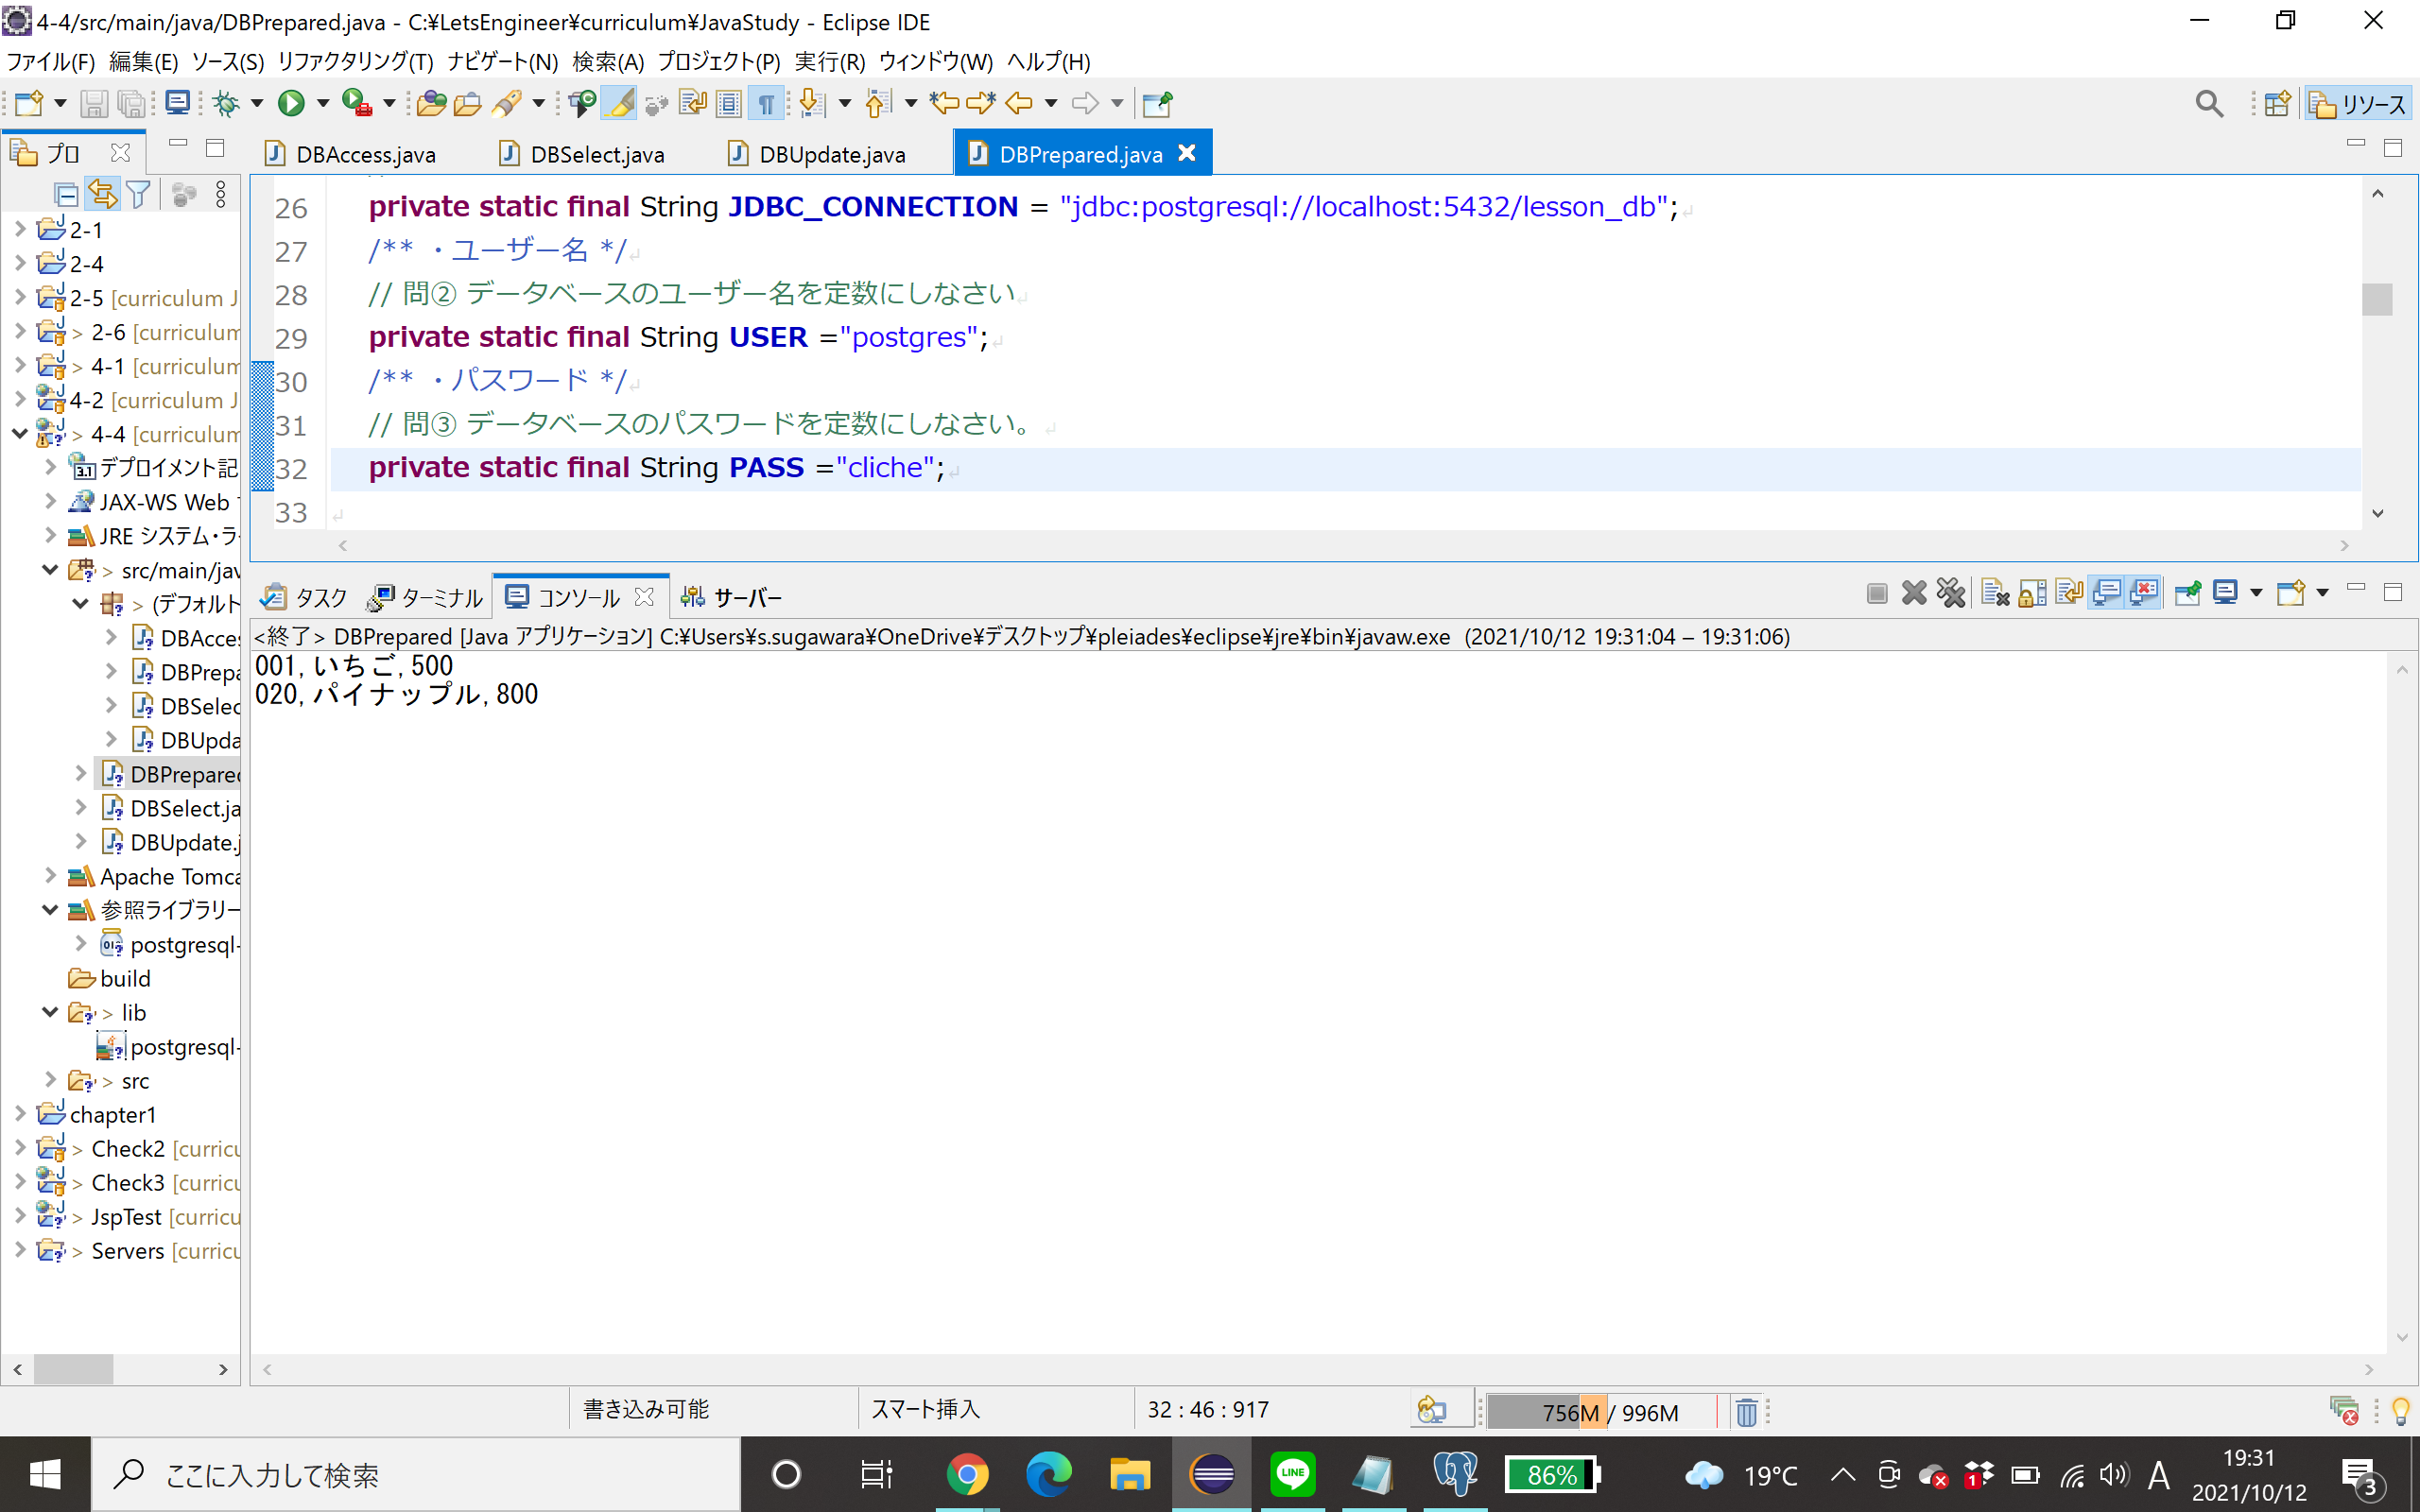 4-4/src/main/java/DBPrepared.java - C:¥LetsEngineer¥curriculum¥JavaStudy - Eclipse IDE
ファイル(F) 編集(E) ソース(S) リファクタリング(T) ナビゲート(N) 検索(A) プロジェクト(P) 実行(R) ウィンドウ(W) ヘルプ(H)
リソース
プロ
DBAccess.java DBSelect.java DBUpdate.java DBPrepared.java
2-1
2-4
2-5 [curriculum J
> 2-6 [curriculum
> 4-1 [curriculum
4-2 [curriculum J
> 4-4 [curriculum
デプロイメント記
JAX-WS Web
JRE システム・ラ
> src/main/jav
> (デフォルト
DBAcce
DBPrepa
DBSelec
DBUpda
DBPrepared
DBSelect.ja
DBUpdate.j
Apache Tomca
参照ライブラリー
postgresql-
build
> lib
postgresql-
> src
chapter1
> Check2 [curricu
> Check3 [curricu
> JspTest [curricu
> Servers [curricu
26 private static final String JDBC_CONNECTION = "jdbc:postgresql://localhost:5432/lesson_db";
27 /** ・ユーザー名 */
28 // 問② データベースのユーザー名を定数にしなさい
29 private static final String USER ="postgres";
30 /** ・パスワード */
31 // 問③ データベースのパスワードを定数にしなさい。
32 private static final String PASS ="cliche";
33
タスク ターミナル コンソール サーバー
<終了> DBPrepared [Java アプリケーション] C:¥Users¥s.sugawara¥OneDrive¥デスクトップ¥pleiades¥eclipse¥jre¥bin¥javaw.exe (2021/10/12 19:31:04 – 19:31:06)
001,いちご,500
020,パイナップル,800
書き込み可能 スマート挿入 32 : 46 : 917 756M / 996M
ここに入力して検索
LINE
86%
19°C
1
A
19:31
2021/10/12
3